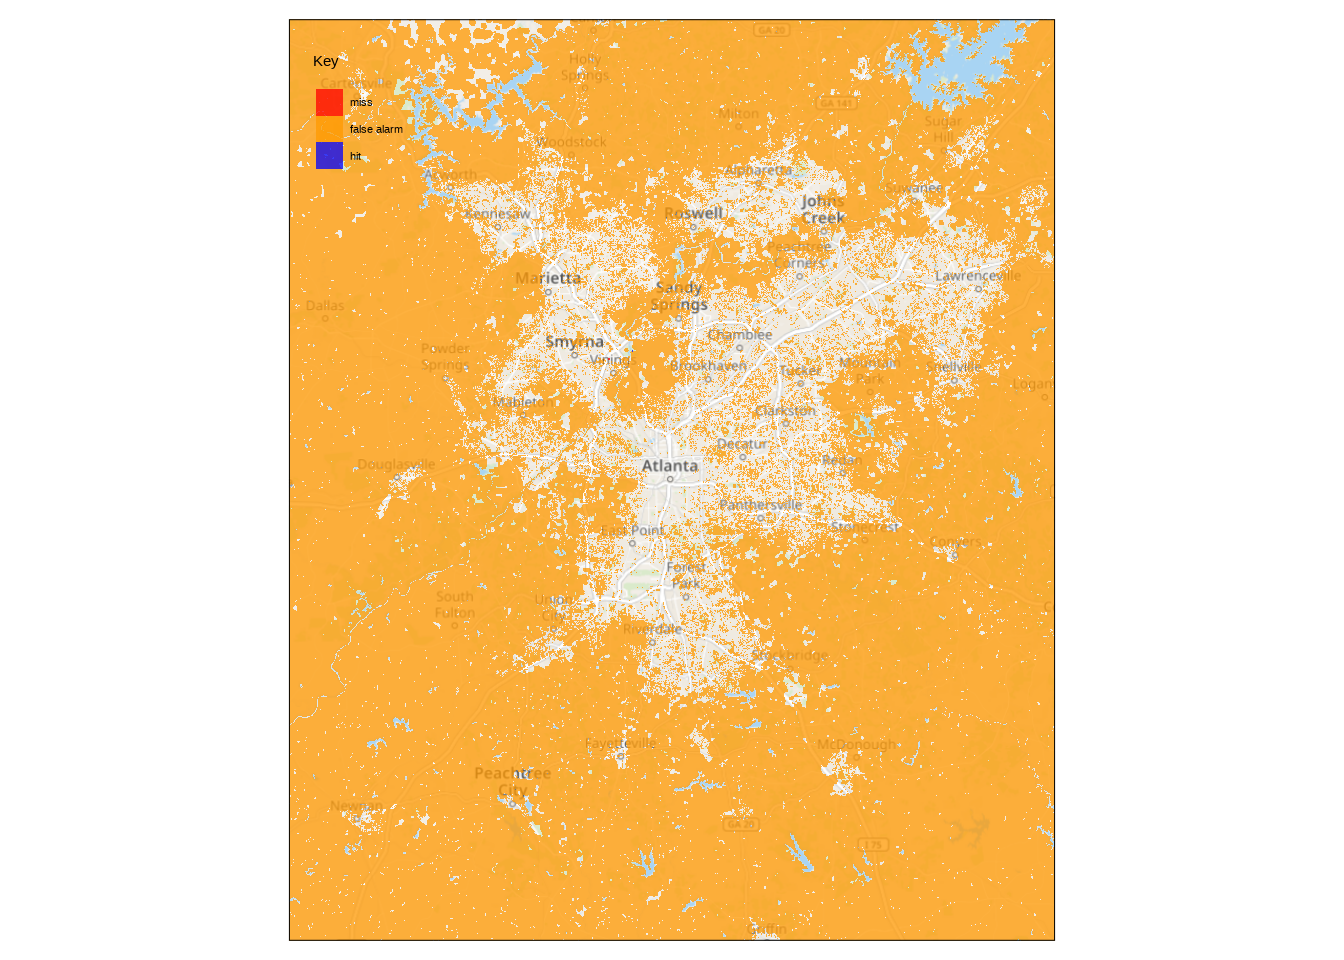 GA 20
Key
Holly
Springs
Cartersville
miss
GA 141
false alarm
Milton
Sugar
Hill
Woodstock
hit
Acworth
Alpharetta
Suwanee
Kennesaw
Roswell
Johns
Creek
Peachtree
Corners
Marietta
Lawrenceville
Sandy
Springs
Dallas
Smyrna
Chamblee
Powder
Springs
Vinings
Brookhaven
Tucker
Mountain
Park
Snellville
Logan
Mableton
Clarkston
Decatur
Douglasville
Atlanta
Redan
Panthersville
East Point
Stonecrest
Conyers
Forest
Park
South
Fulton
Union
City
Riverdale
Stockbridge
Fayetteville
McDonough
Peachtree
City
Newnan
GA 20
I 75
Griffin